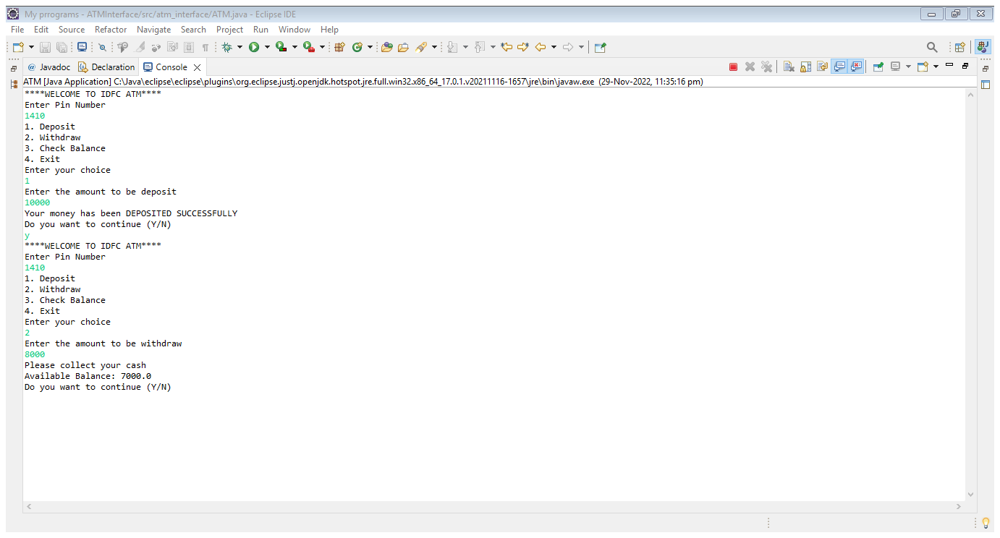 My prrograms - ATMInterface/src/atm_interface/ATM.java - Eclipse IDE
File Edit Source Refactor Navigate Search Project Run Window Help
@ Javadoc Declaration Console
ATM [Java Application] C:\Java\eclipse\eclipse\plugins\org.eclipse.justj.openjdk.hotspot.jre.full.win32.x86_64_17.0.1.v20211116-1657\jre\bin\javaw.exe (29-Nov-2022, 11:35:16 pm)
****WELCOME TO IDFC ATM****
Enter Pin Number
1410
1. Deposit
2. Withdraw
3. Check Balance
4. Exit
Enter your choice
1
Enter the amount to be deposit
10000
Your money has been DEPOSITED SUCCESSFULLY
Do you want to continue (Y/N)
y
****WELCOME TO IDFC ATM****
Enter Pin Number
1410
1. Deposit
2. Withdraw
3. Check Balance
4. Exit
Enter your choice
2
Enter the amount to be withdraw
8000
Please collect your cash
Available Balance: 7000.0
Do you want to continue (Y/N)